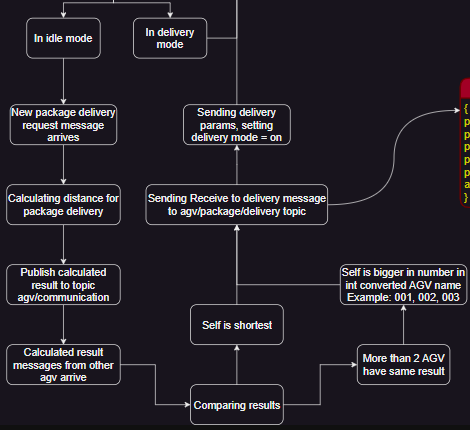 In idle mode
In delivery
mode
New package delivery
request message
arrives
Sending delivery
params, setting
delivery mode = on
{
p
p
p
p
p
a
}
Calculating distance for
package delivery
Sending Receive to delivery message
to agv/package/delivery topic
Publish calculated
result to topic
agv/communication
Self is bigger in number in
int converted AGV name
Example: 001, 002, 003
Self is shortest
Calculated result
messages from other
agv arrive
More than 2 AGV
have same result
Comparing results